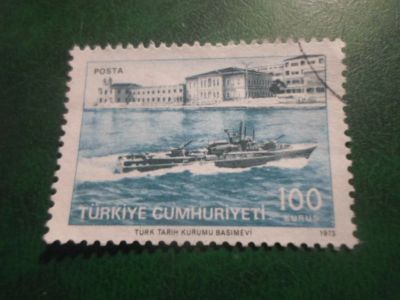 POSTA
100
KURUŞ
TÜRKİYE CUMHURİYETİ
TÜRK TARİH KURUMU BASIMEVİ
1973